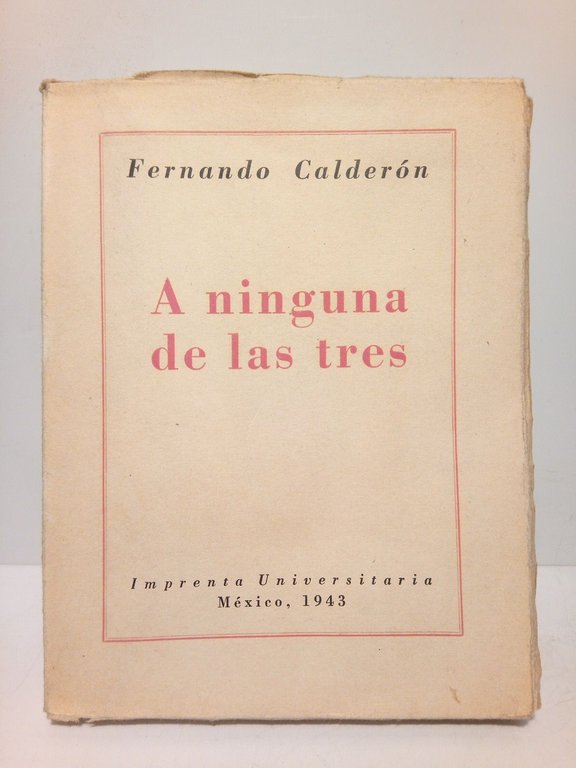 Fernando Calderón
A ninguna
de las tres
Imprenta Universitaria
México, 1943